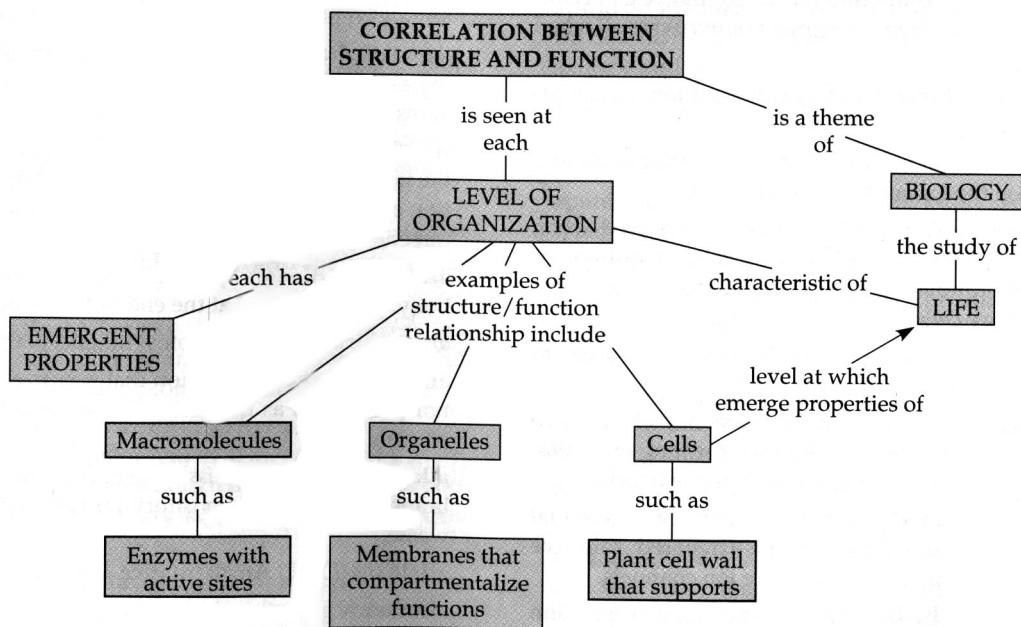 CORRELATION BETWEEN
STRUCTURE AND FUNCTION
is seen at
each
is a theme
of
LEVEL OF
ORGANIZATION
BIOLOGY
the study of
each has
examples of
structure/function
relationship include
characteristic of
LIFE
EMERGENT
PROPERTIES
level at which
emerge properties of
Macromolecules
Organelles
Cells
such as
such as
such as
Enzymes with
active sites
Membranes that
compartmentalize
functions
Plant cell wall
that supports